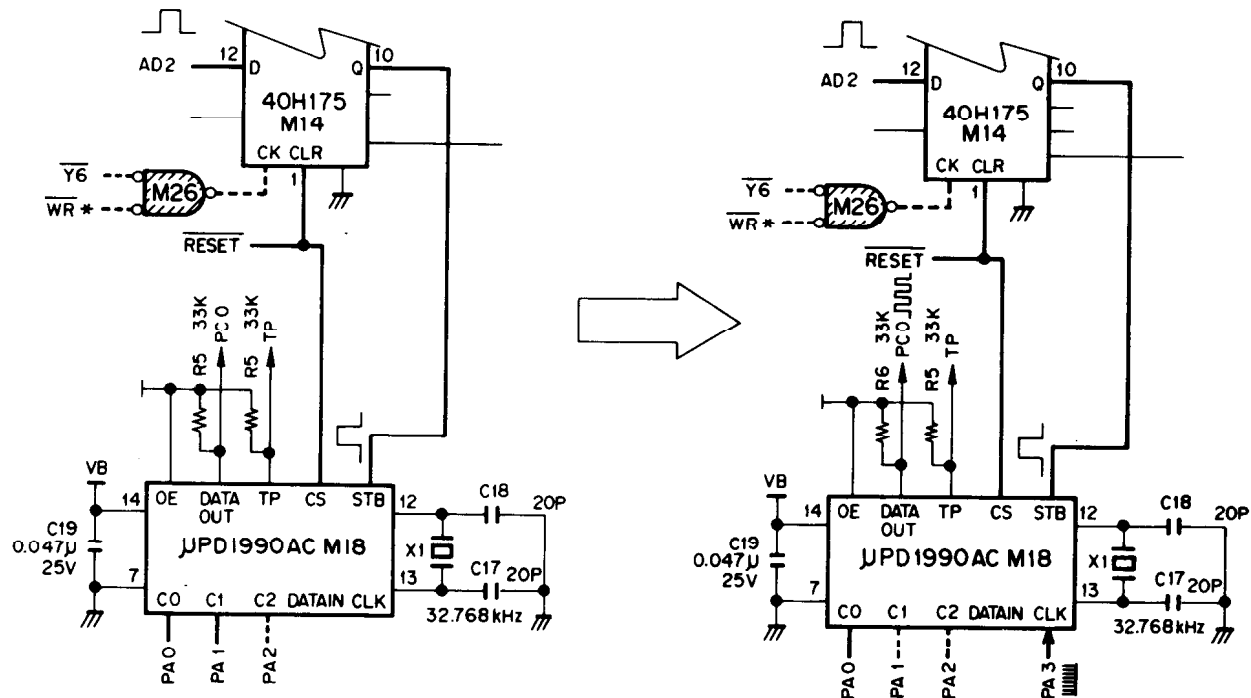 12
10
AD2
D
Q
40H175
M14
CK CLR
1
Y6
M26
WR *
RESET
33K
33K
R5
PC0
R5
TP
VB
14
OE
DATA
OUT
TP
CS
STB
12
C18
20P
C19
0.047μ
25V
μPD1990AC M18
X1
7
13
C17
20P
C0
C1
C2
DATAIN
CLK
32.768kHz
PA0
PA1
PA2
12
10
AD2
D
Q
40H175
M14
CK CLR
1
Y6
M26
WR *
RESET
33K
33K
R6
PC0
R5
TP
VB
14
OE
DATA
OUT
TP
CS
STB
12
C18
20P
C19
0.047μ
25V
μPD1990AC M18
X1
7
13
C17
20P
C0
C1
C2
DATAIN
CLK
32.768kHz
PA0
PA1
PA2
PA3